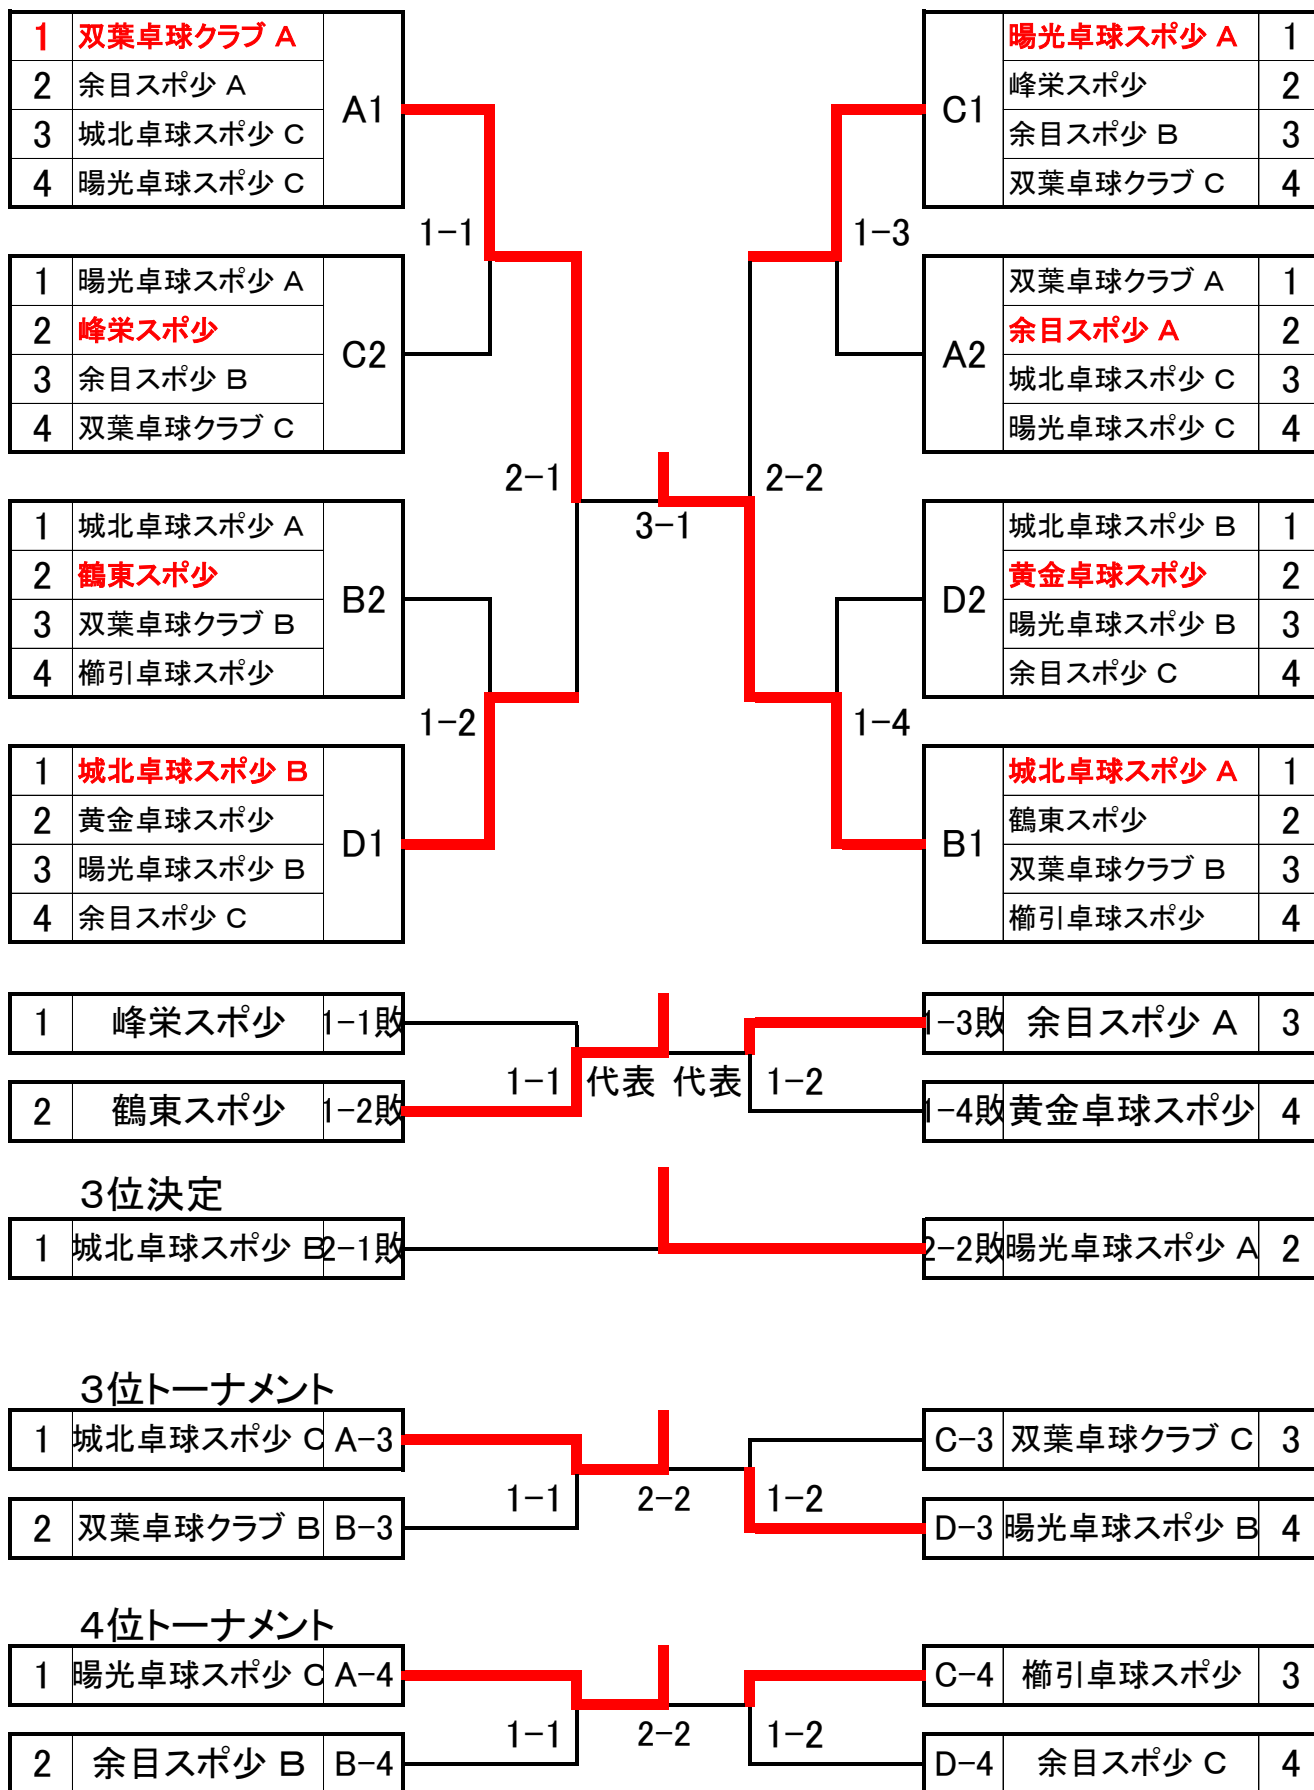 1 双葉卓球クラブ A
2 余目スポ少 A
3 城北卓球スポ少 C
4 暘光卓球スポ少 C
A1
暘光卓球スポ少 A 1
峰栄スポ少 2
余目スポ少 B 3
双葉卓球クラブ C 4
C1
1-1
1-3
1 暘光卓球スポ少 A
2 峰栄スポ少
3 余目スポ少 B
4 双葉卓球クラブ C
C2
双葉卓球クラブ A 1
余目スポ少 A 2
城北卓球スポ少 C 3
暘光卓球スポ少 C 4
A2
2-1
2-2
3-1
1 城北卓球スポ少 A
2 鶴東スポ少
3 双葉卓球クラブ B
4 櫛引卓球スポ少
B2
城北卓球スポ少 B 1
黄金卓球スポ少 2
暘光卓球スポ少 B 3
余目スポ少 C 4
D2
1-2
1-4
1 城北卓球スポ少 B
2 黄金卓球スポ少
3 暘光卓球スポ少 B
4 余目スポ少 C
D1
城北卓球スポ少 A 1
鶴東スポ少 2
双葉卓球クラブ B 3
櫛引卓球スポ少 4
B1
1 峰栄スポ少 1-1敗
1-3敗 余目スポ少 A 3
1-1 代表 代表 1-2
2 鶴東スポ少 1-2敗
1-4敗 黄金卓球スポ少 4
3位決定
1 城北卓球スポ少 B 2-1敗
2-2敗 暘光卓球スポ少 A 2
3位トーナメント
1 城北卓球スポ少 C A-3
C-3 双葉卓球クラブ C 3
1-1 2-2 1-2
2 双葉卓球クラブ B B-3
D-3 暘光卓球スポ少 B 4
4位トーナメント
1 暘光卓球スポ少 C A-4
C-4 櫛引卓球スポ少 3
1-1 2-2 1-2
2 余目スポ少 B B-4
D-4 余目スポ少 C 4